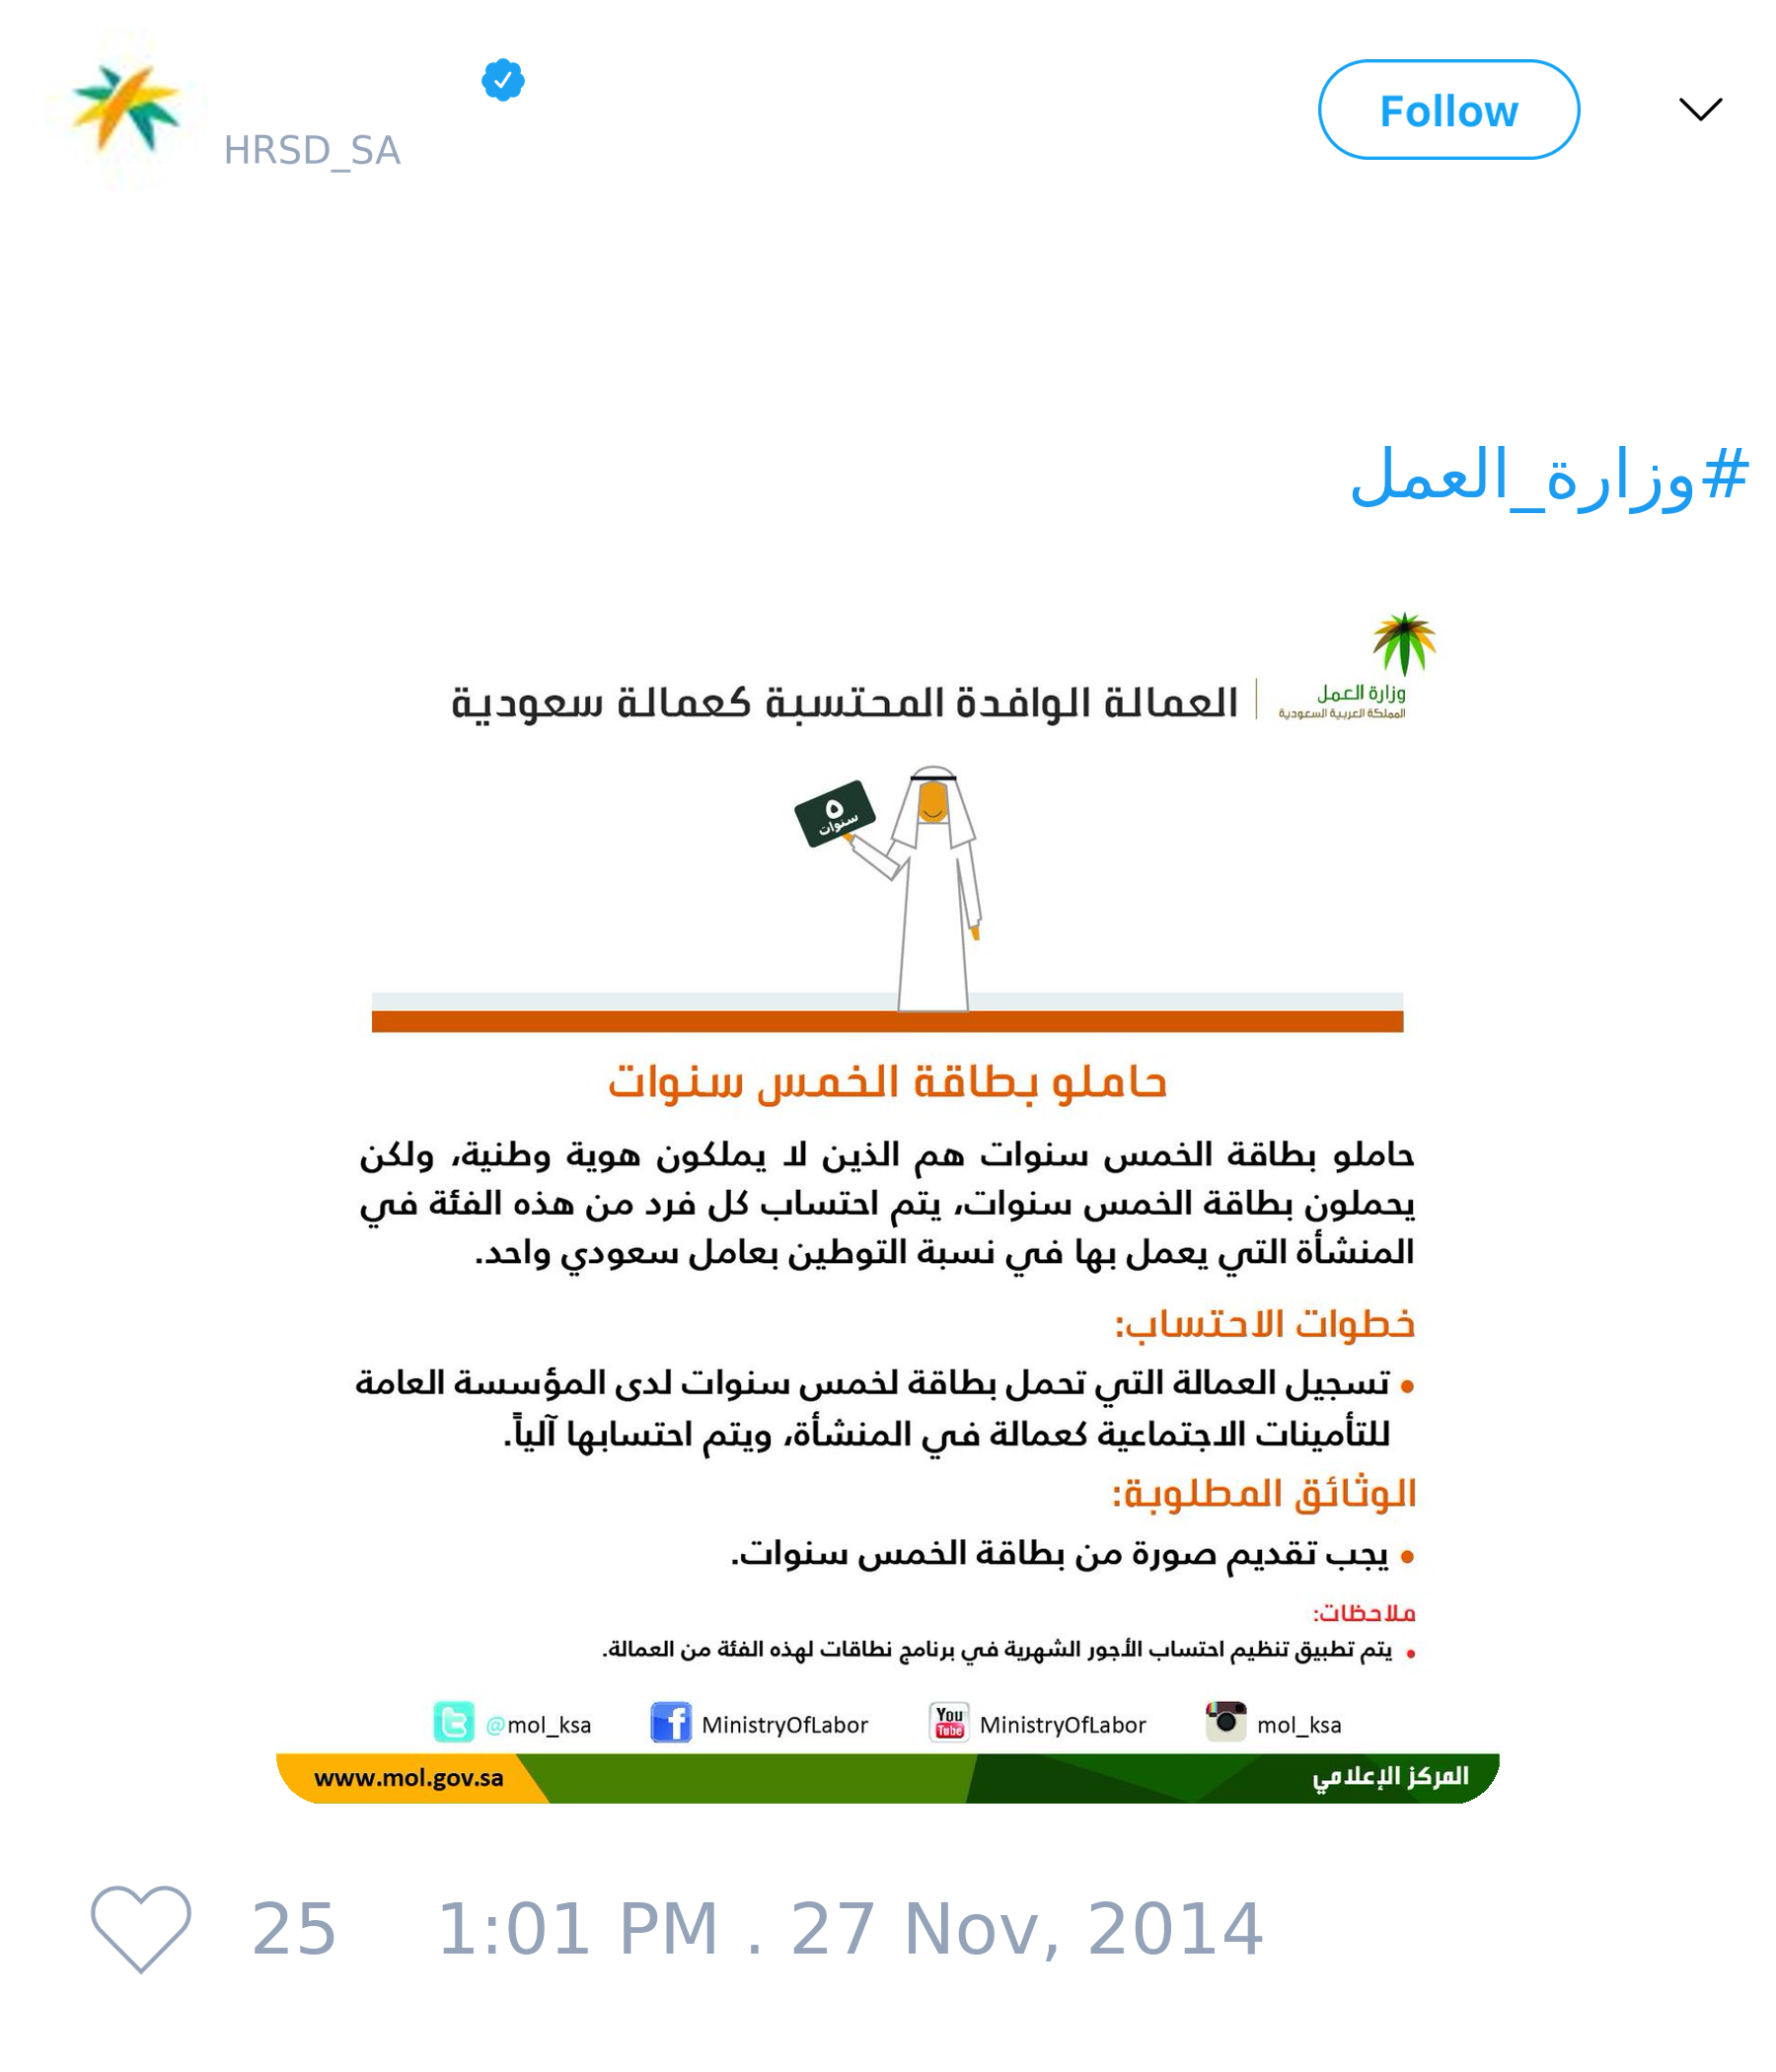 HRSD_SA
Follow
#وزارة_العمل
وزارة العمل
المملكة العربية السعودية
العمالة الوافدة المحتسبة كعمالة سعودية
٥
سنوات
حاملو بطاقة الخمس سنوات
حاملو بطاقة الخمس سنوات هم الذين لا يملكون هوية وطنية، ولكن
يحملون بطاقة الخمس سنوات، يتم احتساب كل فرد من هذه الفئة في
المنشأة التي يعمل بها في نسبة التوطين بعامل سعودي واحد.
خطوات الاحتساب:
• تسجيل العمالة التي تحمل بطاقة لخمس سنوات لدى المؤسسة العامة
للتأمينات الاجتماعية كعمالة في المنشأة، ويتم احتسابها آلياً.
الوثائق المطلوبة:
• يجب تقديم صورة من بطاقة الخمس سنوات.
ملاحظات:
• يتم تطبيق تنظيم احتساب الأجور الشهرية في برنامج نطاقات لهذه الفئة من العمالة.
@mol_ksa MinistryOfLabor You Tube MinistryOfLabor mol_ksa
www.mol.gov.sa المركز الإعلامي
25 1:01 PM . 27 Nov, 2014